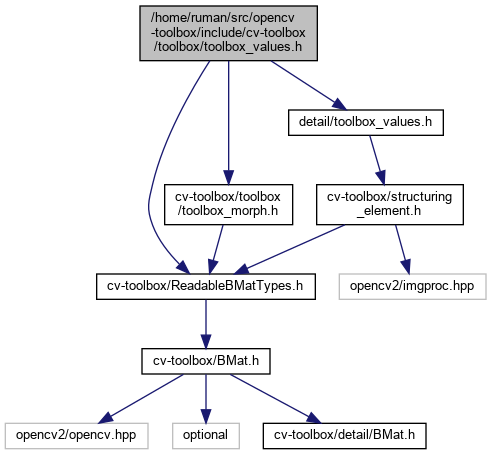 /home/ruman/src/opencv
-toolbox/include/cv-toolbox
/toolbox/toolbox_values.h
detail/toolbox_values.h
cv-toolbox/toolbox
/toolbox_morph.h
cv-toolbox/structuring
_element.h
cv-toolbox/ReadableBMatTypes.h
opencv2/imgproc.hpp
cv-toolbox/BMat.h
opencv2/opencv.hpp
optional
cv-toolbox/detail/BMat.h